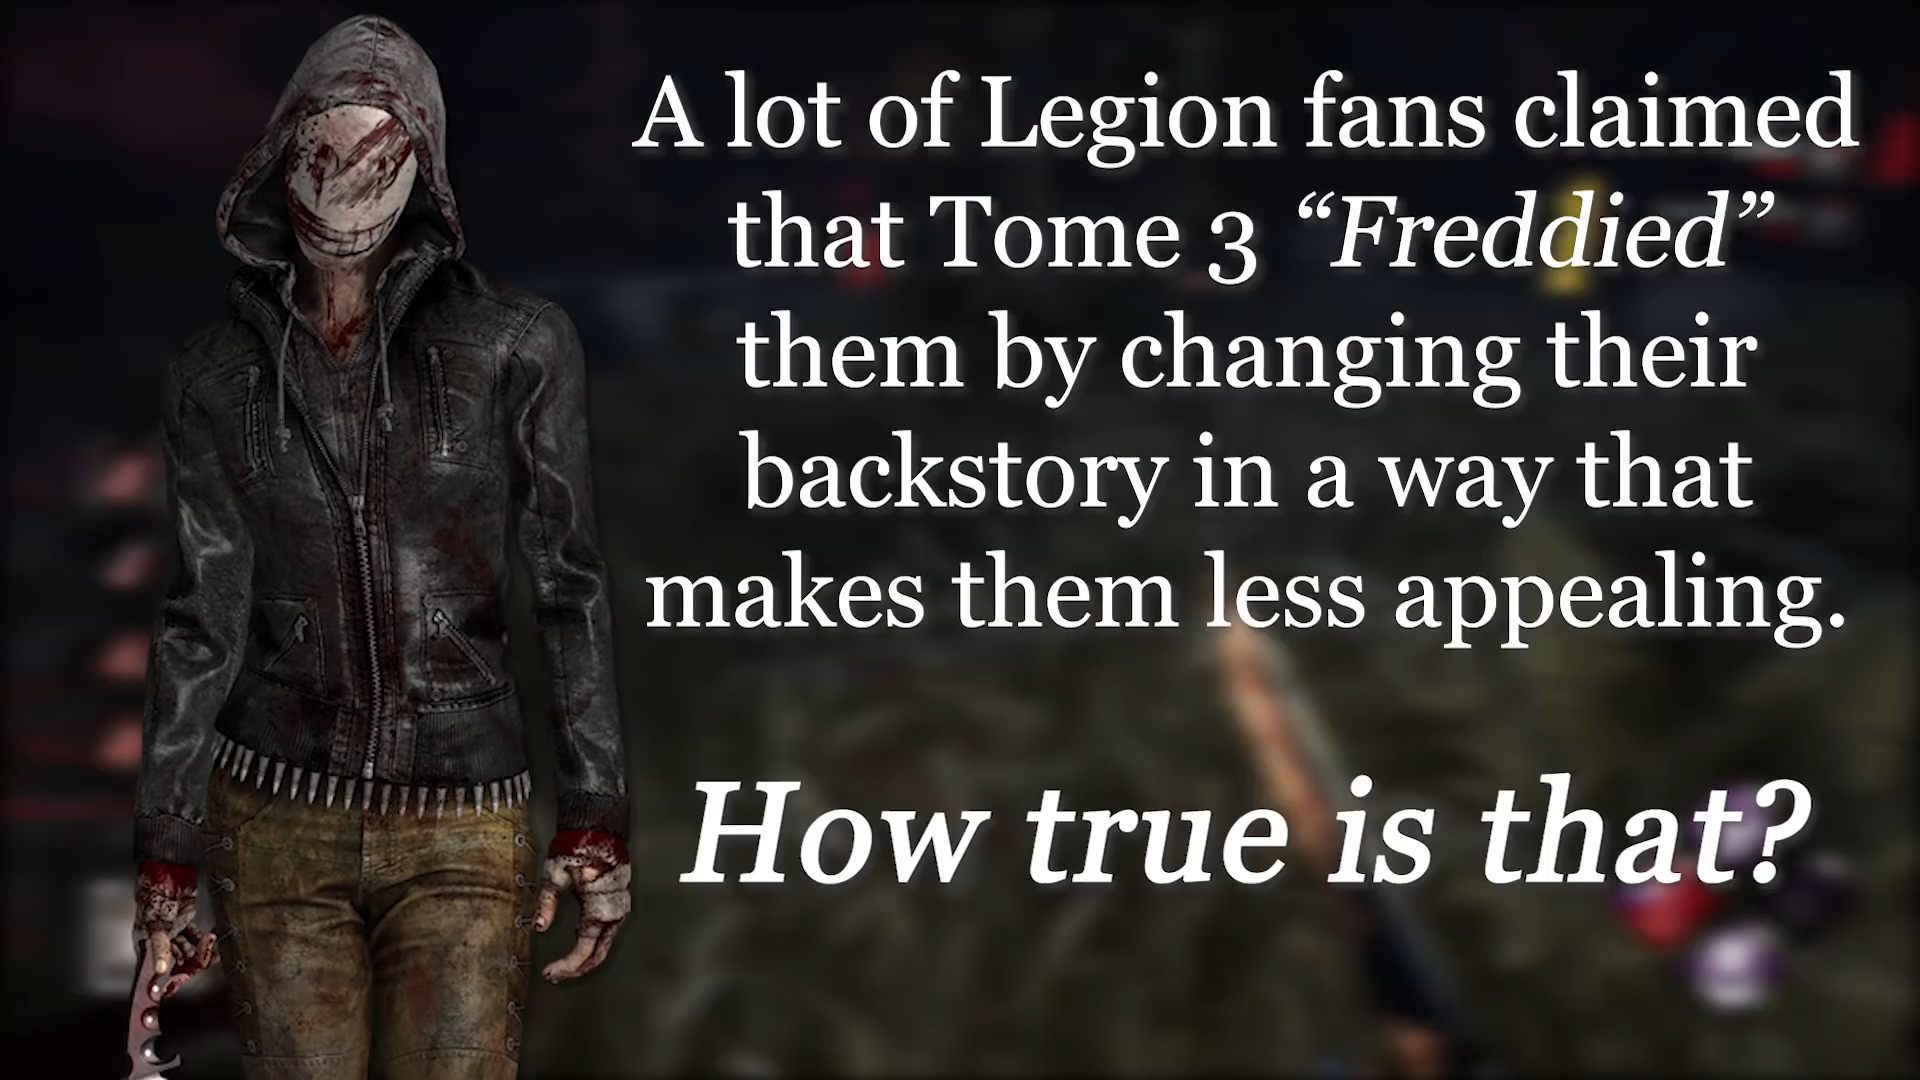 A lot of Legion fans claimed
that Tome 3 “Freddied”
them by changing their
backstory in a way that
makes them less appealing.
How true is that?